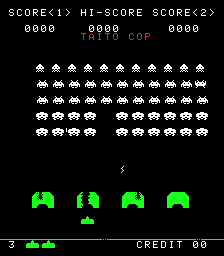 SCORE<1> HI-SCORE SCORE<2>
0000 0000 0000
TAITO COP
3 CREDIT 00